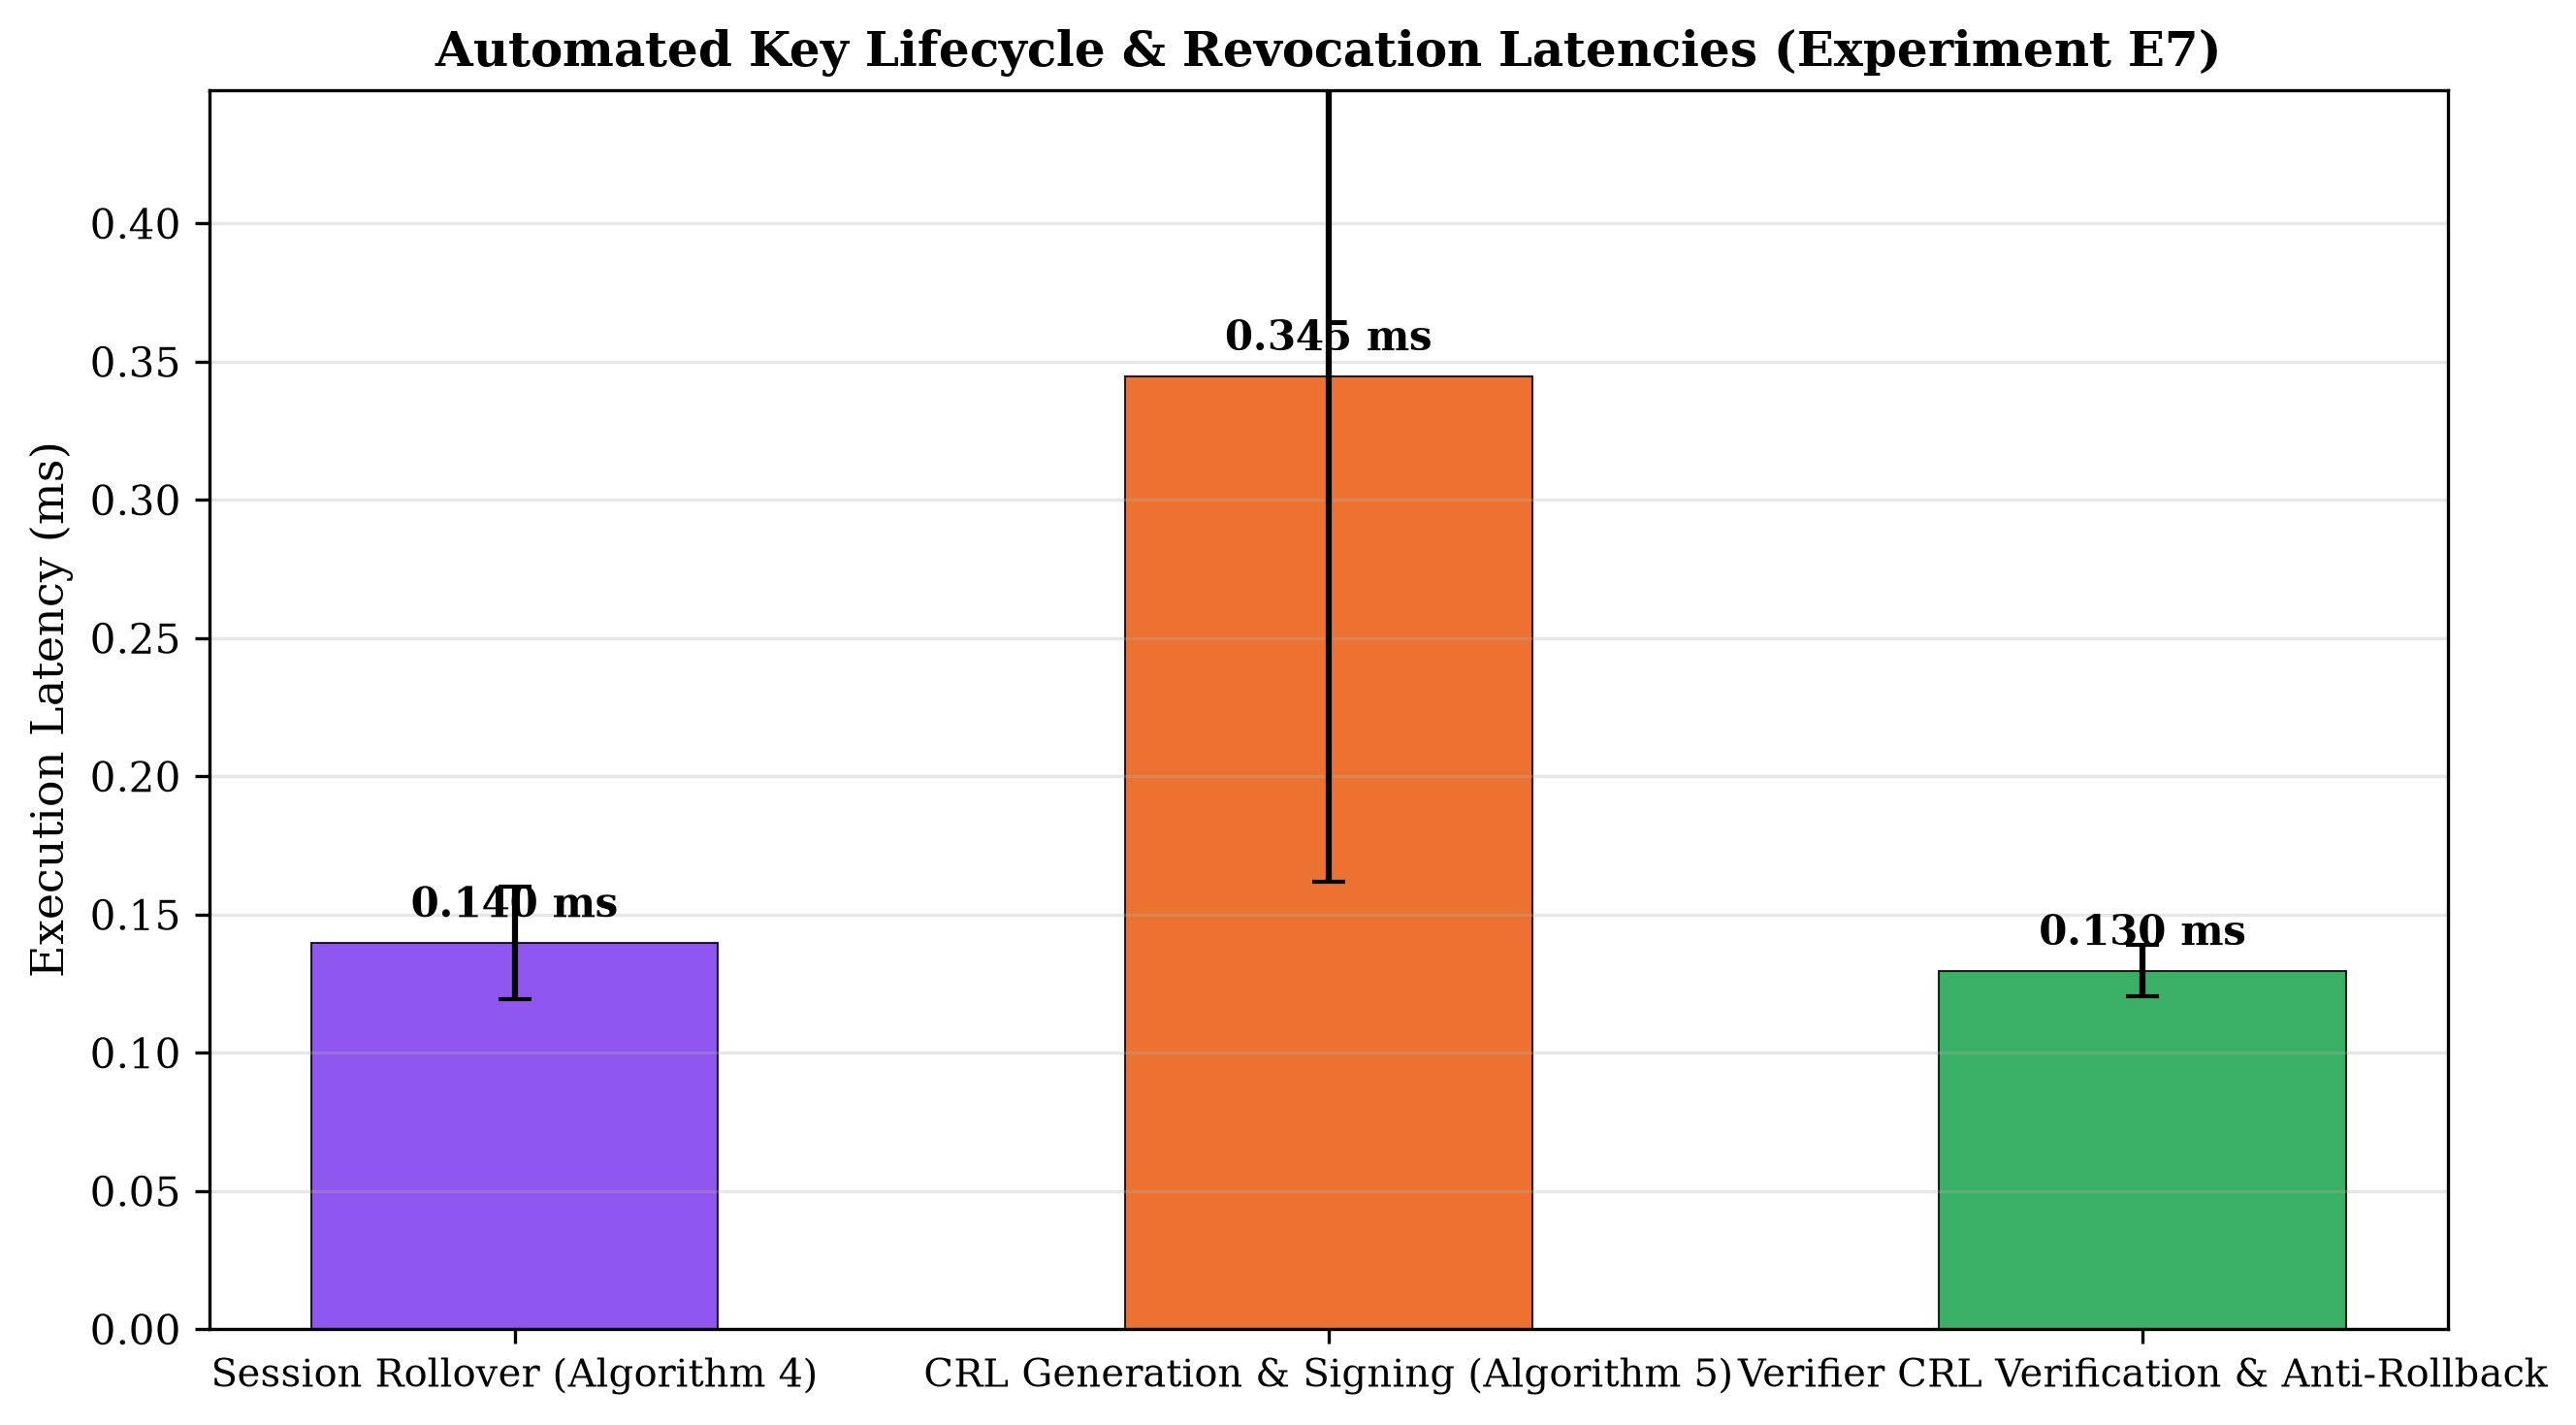 Automated Key Lifecycle & Revocation Latencies (Experiment E7)
Execution Latency (ms)
0.40
0.35
0.30
0.25
0.20
0.15
0.10
0.05
0.00
0.140 ms
0.345 ms
0.130 ms
Session Rollover (Algorithm 4)
CRL Generation & Signing (Algorithm 5)
Verifier CRL Verification & Anti-Rollback